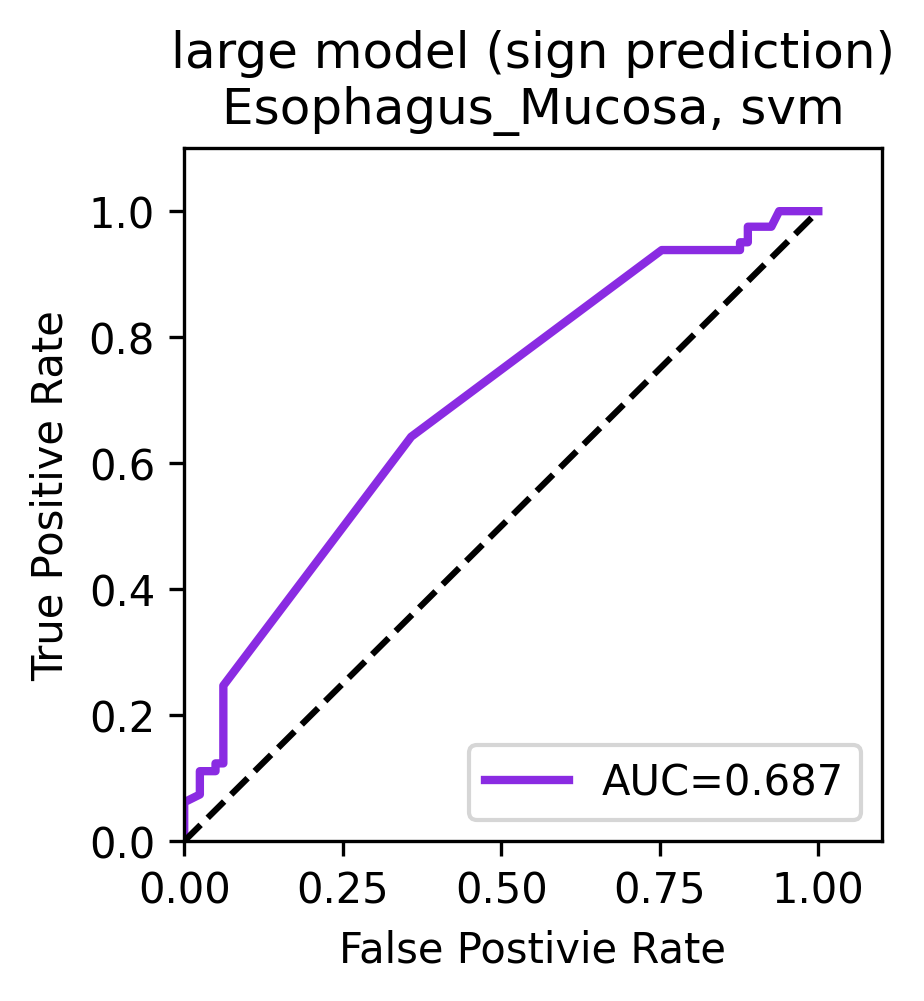 large model (sign prediction)
Esophagus_Mucosa, svm
1.0
0.8
0.6
0.4
0.2
0.0
True Positive Rate
AUC=0.687
0.00 0.25 0.50 0.75 1.00
False Postivie Rate